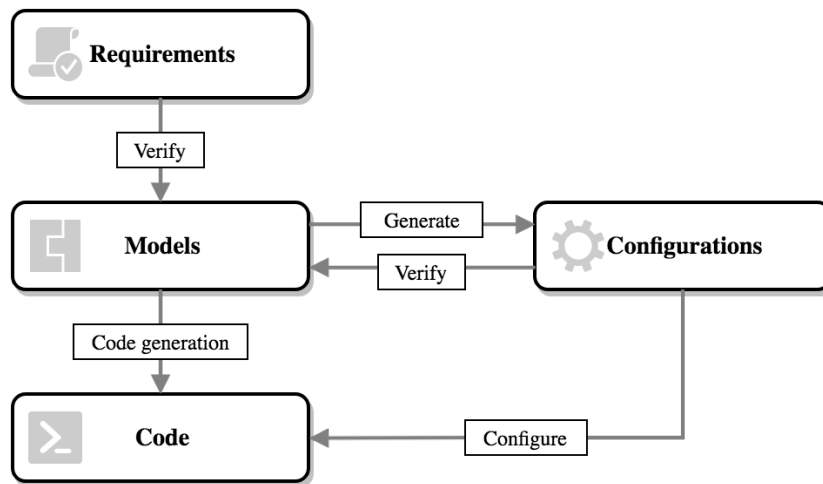 Requirements
Verify
Models
Generate
Configurations
Verify
Code generation
Code
Configure